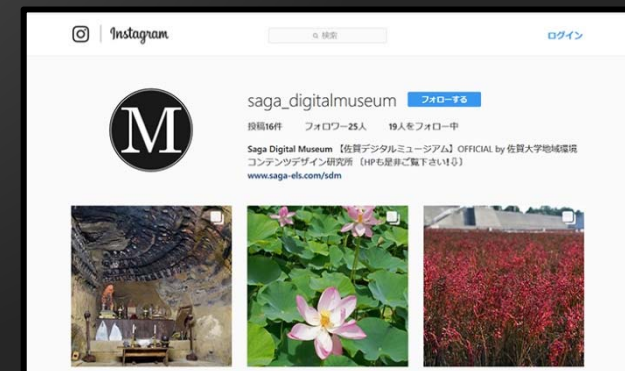 Instagram
検索
ログイン
M
saga_digitalmuseum フォローする
投稿16件 フォロワー25人 19人をフォロー中
Saga Digital Museum 【佐賀デジタルミュージアム】OFFICIAL by 佐賀大学地域環境
コンテンツデザイン研究所 〔HPも是非ご覧下さい!⇩〕
www.saga-els.com/sdm